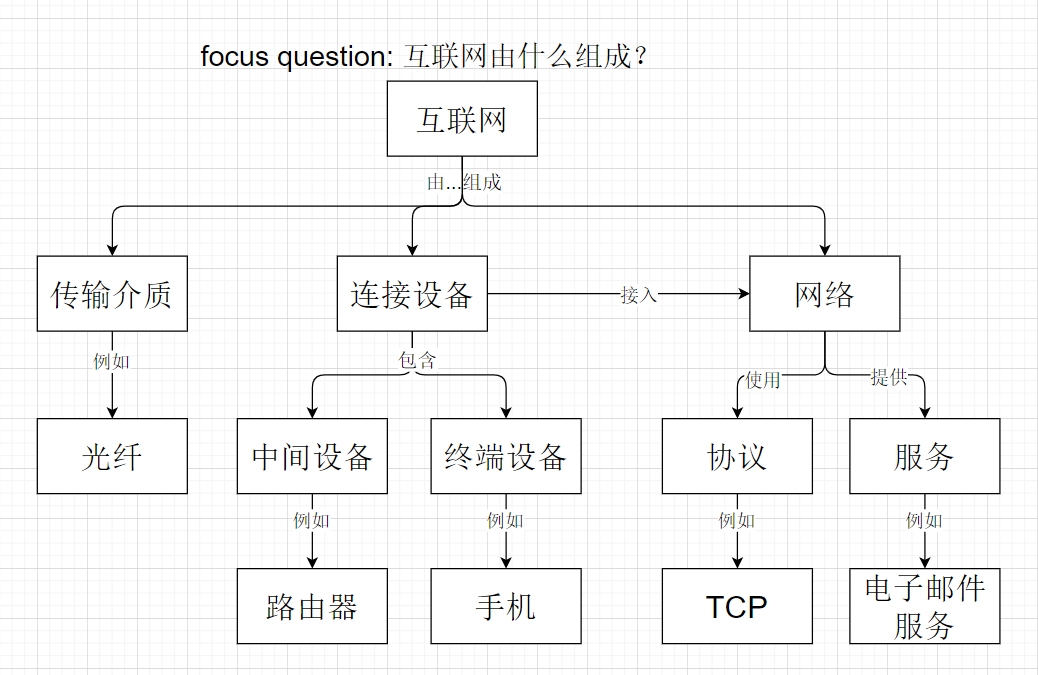 focus question: 互联网由什么组成？
互联网
由...组成
传输介质
连接设备
接入
网络
例如
包含
使用
提供
光纤
中间设备
终端设备
协议
服务
例如
例如
例如
例如
路由器
手机
TCP
电子邮件
服务